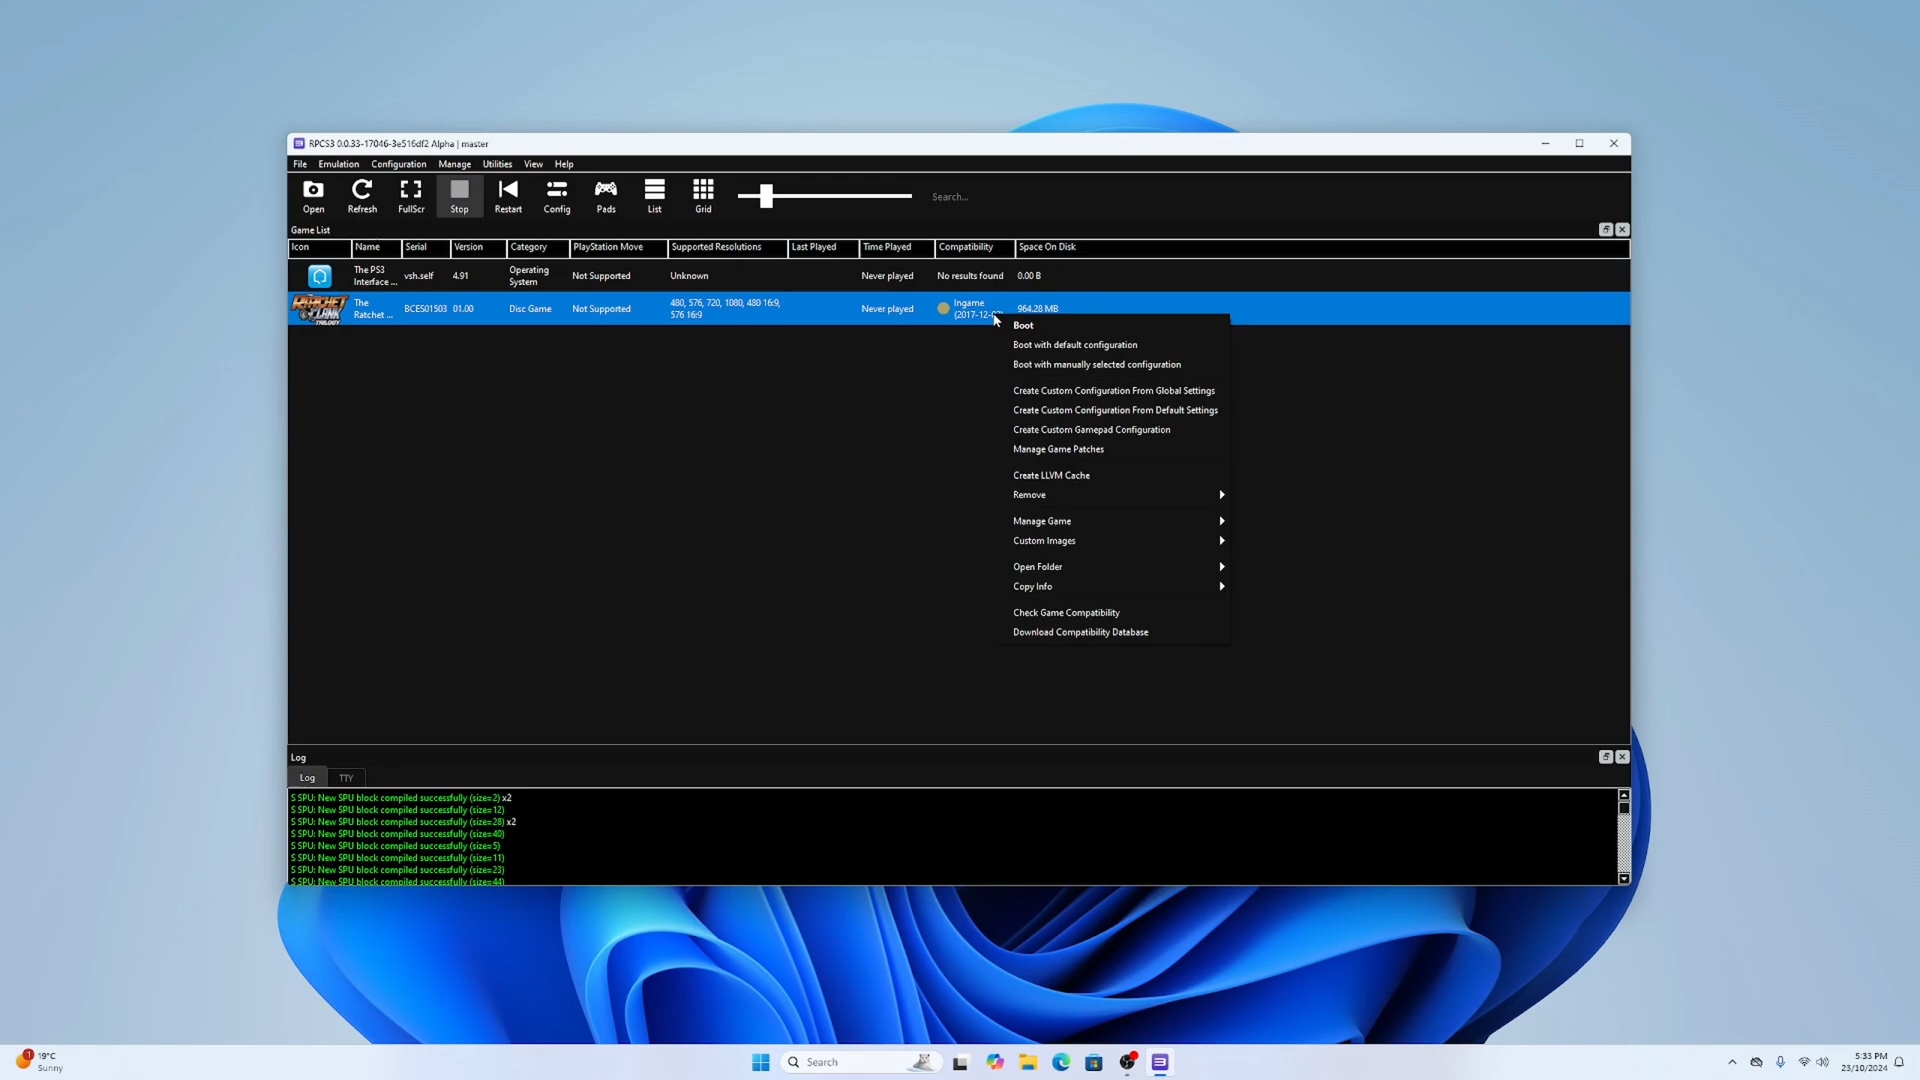 RPCS3 0.0.33-17046-3e516df2 Alpha | master
File Emulation Configuration Manage Utilities View Help
Open Refresh FullScr Stop Restart Config Pads List Grid Search...
Game List
Icon Name Serial Version Category PlayStation Move Supported Resolutions Last Played Time Played Compatibility Space On Disk
The PS3 Interface ... vsh.self 4.91 Operating System Not Supported Unknown Never played No results found 0.00 B
RATCHET & CLANK TRILOGY The Ratchet ... BCES01503 01.00 Disc Game Not Supported 480, 576, 720, 1080, 480 16:9, 576 16:9 Never played Ingame (2017-12- 964.28 MB
Boot
Boot with default configuration
Boot with manually selected configuration
Create Custom Configuration From Global Settings
Create Custom Configuration From Default Settings
Create Custom Gamepad Configuration
Manage Game Patches
Create LLVM Cache
Remove
Manage Game
Custom Images
Open Folder
Copy Info
Check Game Compatibility
Download Compatibility Database
Log
Log TTY
S SPU: New SPU block compiled successfully (size=2) x2
S SPU: New SPU block compiled successfully (size=12)
S SPU: New SPU block compiled successfully (size=28) x2
S SPU: New SPU block compiled successfully (size=40)
S SPU: New SPU block compiled successfully (size=5)
S SPU: New SPU block compiled successfully (size=11)
S SPU: New SPU block compiled successfully (size=23)
S SPU: New SPU block compiled successfully (size=44)
1 19°C
Sunny
Search
5:33 PM
23/10/2024